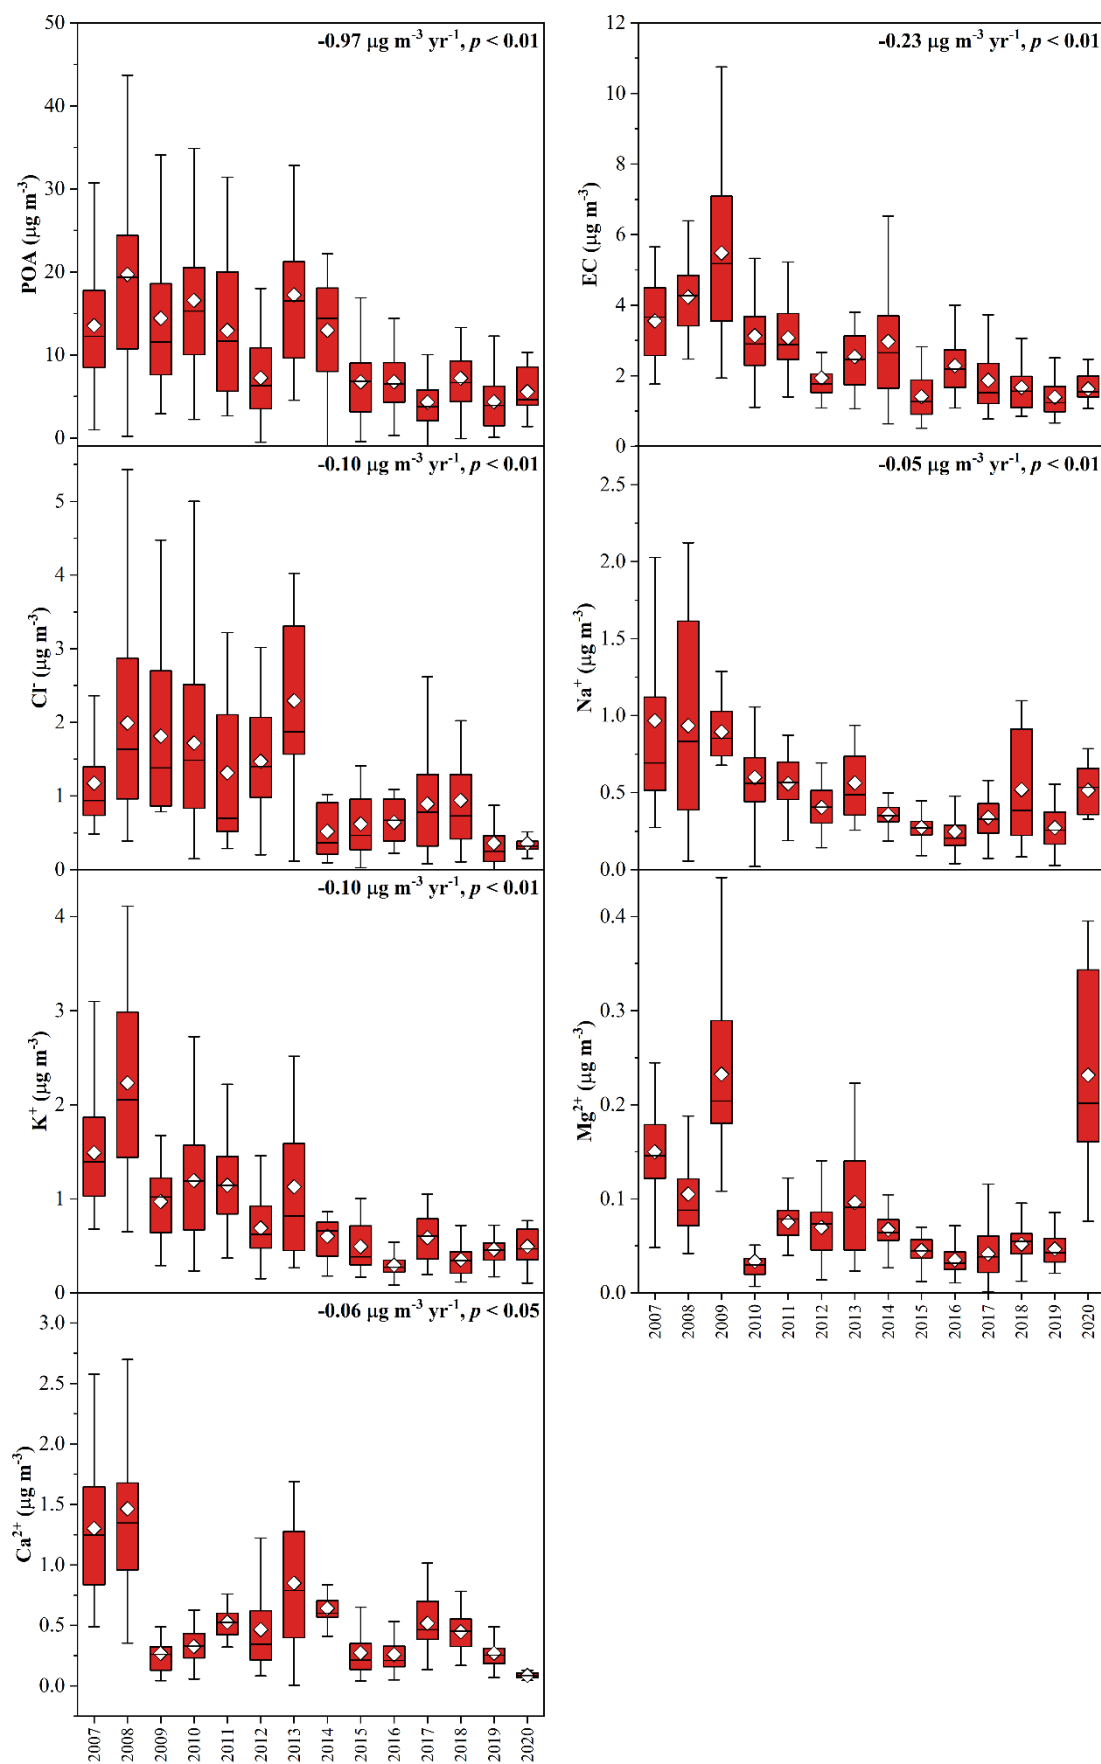 -0.97 μg m⁻³ yr⁻¹, p < 0.01
POA (μg m⁻³)
50
40
30
20
10
0
-0.23 μg m⁻³ yr⁻¹, p < 0.01
EC (μg m⁻³)
12
10
8
6
4
2
0
-0.10 μg m⁻³ yr⁻¹, p < 0.01
Cl⁻ (μg m⁻³)
5
4
3
2
1
0
-0.05 μg m⁻³ yr⁻¹, p < 0.01
Na⁺ (μg m⁻³)
2.5
2.0
1.5
1.0
0.5
0.0
-0.10 μg m⁻³ yr⁻¹, p < 0.01
K⁺ (μg m⁻³)
4
3
2
1
0
Mg²⁺ (μg m⁻³)
0.4
0.3
0.2
0.1
0.0
2007 2008 2009 2010 2011 2012 2013 2014 2015 2016 2017 2018 2019 2020
-0.06 μg m⁻³ yr⁻¹, p < 0.05
Ca²⁺ (μg m⁻³)
3.0
2.5
2.0
1.5
1.0
0.5
0.0
2007 2008 2009 2010 2011 2012 2013 2014 2015 2016 2017 2018 2019 2020